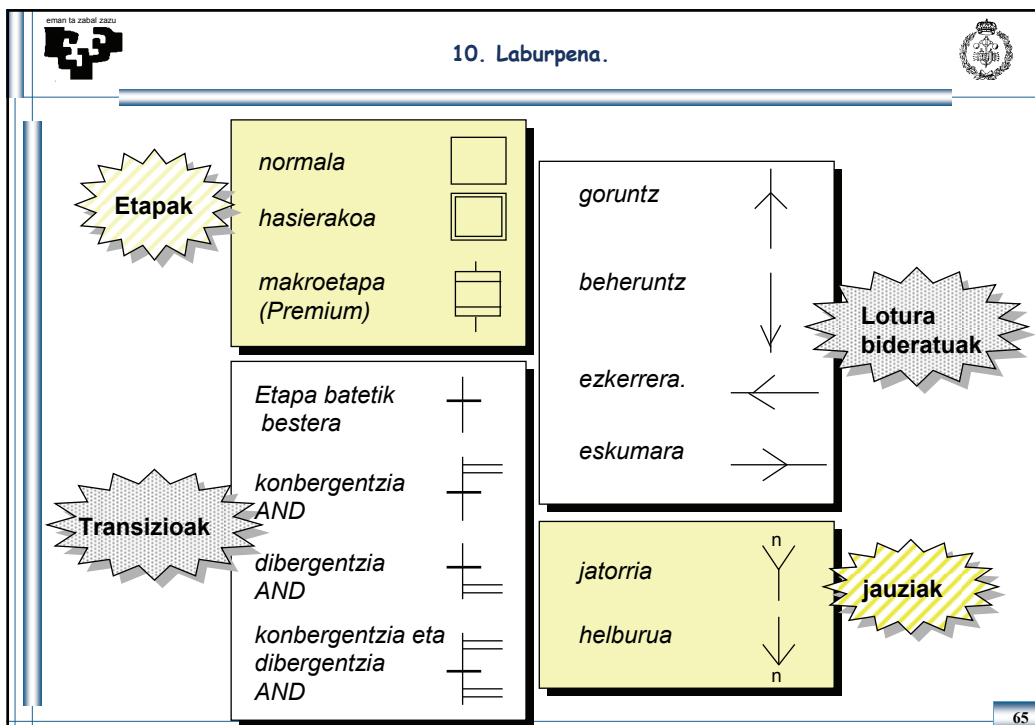 eman ta zabal zazu
10. Laburpena.
Etapak
normala
hasierakoa
makroetapa
(Premium)
Transizioak
Etapa batetik
bestera
konbergentzia
AND
dibergentzia
AND
konbergentzia eta
dibergentzia
AND
goruntz
beheruntz
ezkerrera.
eskumara
Lotura
bideratuak
jatorria
n
helburua
n
jauziak
65